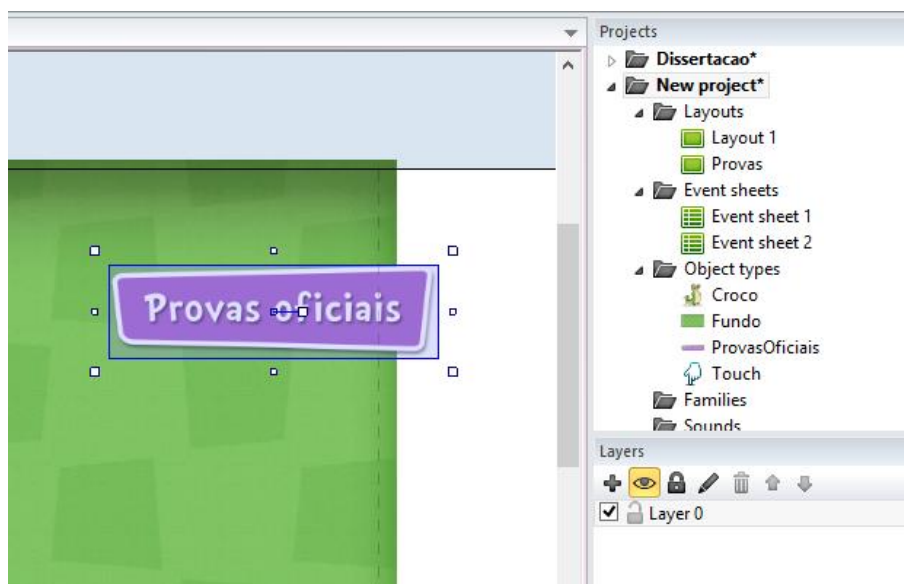 Projects
Dissertacao*
New project*
Layouts
Layout 1
Provas
Event sheets
Event sheet 1
Event sheet 2
Object types
Croco
Fundo
ProvasOficiais
Touch
Families
Sounds
Provas oficiais
Layers
Layer 0